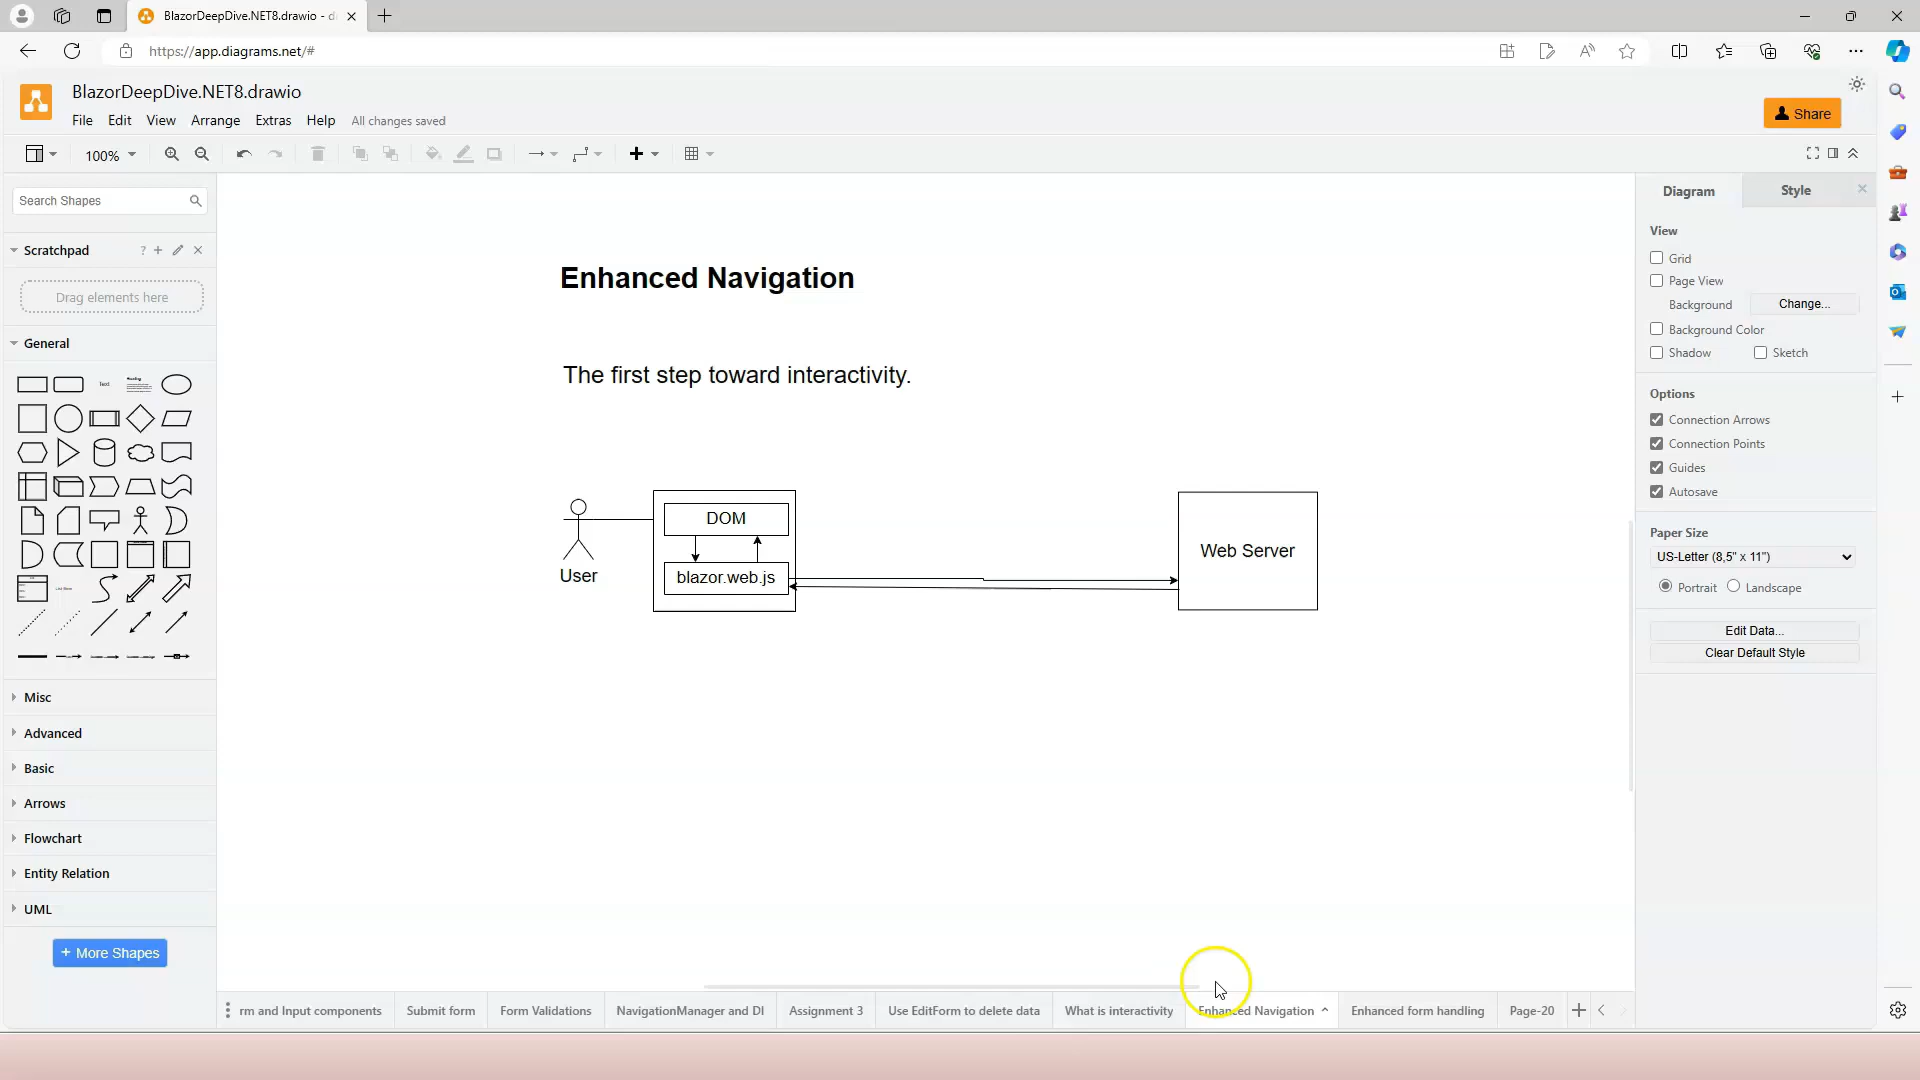 BlazorDeepDive.NET8.drawio - d
https://app.diagrams.net/#
BlazorDeepDive.NET8.drawio
File Edit View Arrange Extras Help All changes saved
Share
100%
Search Shapes
Scratchpad
?
Drag elements here
General
Text
Heading
Misc
Advanced
Basic
Arrows
Flowchart
Entity Relation
UML
+ More Shapes
Enhanced Navigation
The first step toward interactivity.
User
DOM
blazor.web.js
Web Server
Diagram
Style
View
Grid
Page View
Background
Change...
Background Color
Shadow
Sketch
Options
Connection Arrows
Connection Points
Guides
Autosave
Paper Size
US-Letter (8,5" x 11")
Portrait
Landscape
Edit Data...
Clear Default Style
rm and Input components
Submit form
Form Validations
NavigationManager and DI
Assignment 3
Use EditForm to delete data
What is interactivity
Enhanced Navigation
Enhanced form handling
Page-20